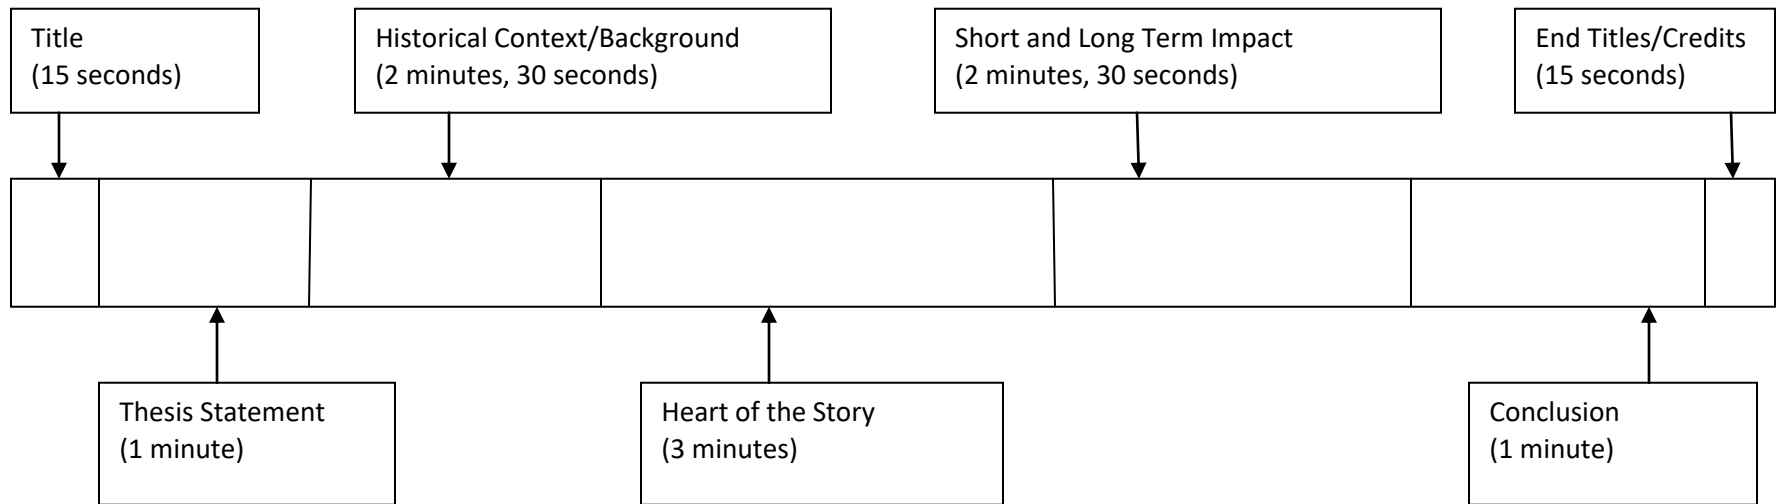 Title
(15 seconds)
Historical Context/Background
(2 minutes, 30 seconds)
Short and Long Term Impact
(2 minutes, 30 seconds)
End Titles/Credits
(15 seconds)
Thesis Statement
(1 minute)
Heart of the Story
(3 minutes)
Conclusion
(1 minute)